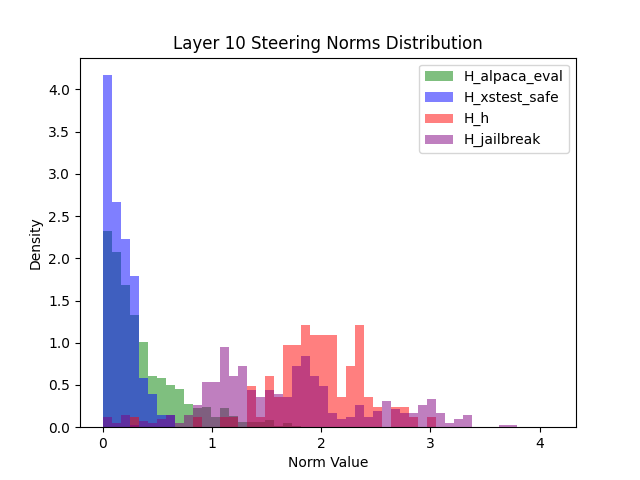 Layer 10 Steering Norms Distribution
H_alpaca_eval
H_xstest_safe
H_h
H_jailbreak
Density
4.0
3.5
3.0
2.5
2.0
1.5
1.0
0.5
0.0
0 1 2 3 4
Norm Value